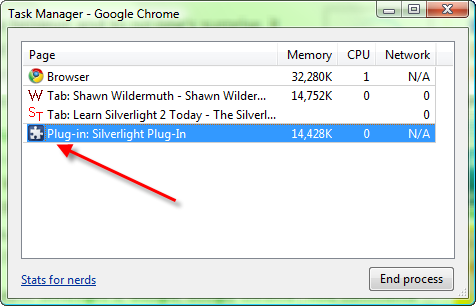 Task Manager - Google Chrome
Page Memory CPU Network
Browser 32,280K 1 N/A
Tab: Shawn Wildermuth - Shawn Wilder... 14,752K 0 0
Tab: Learn Silverlight 2 Today - The Silverl... 0
Plug-in: Silverlight Plug-In 14,428K 0 N/A
Stats for nerds End process